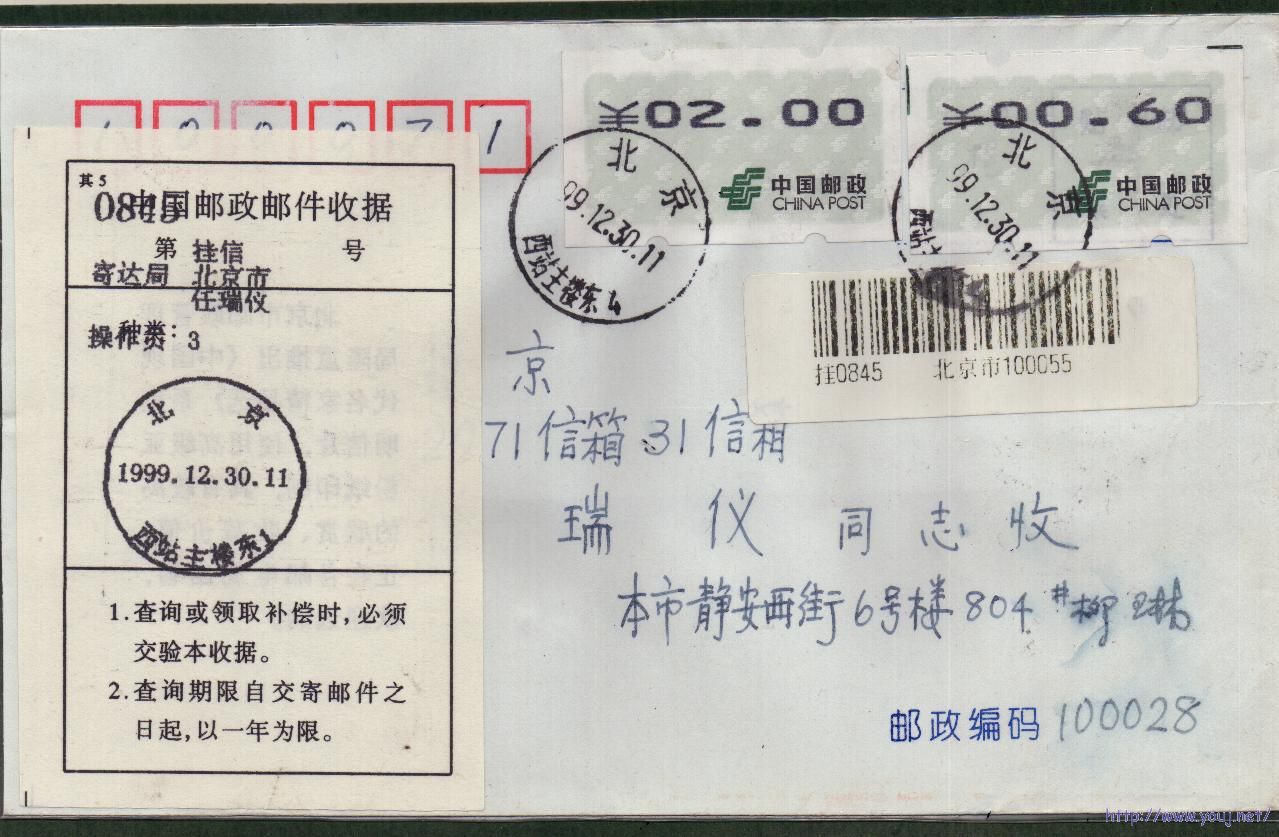 ¥02.00
中国邮政
CHINA POST
¥00.60
中国邮政
CHINA POST
1
北京
99.12.30.11
西站主楼东
北京
99.12.30.11
西站
其5
0845
中国邮政邮件收据
第 挂信 号
寄达局 北京市
任瑞仪
种类: 3
北京
1999.12.30.11
西站主楼东1
1.查询或领取补偿时,必须
交验本收据。
2.查询期限自交寄邮件之
日起,以一年为限。
挂0845 北京市100055
京
71信箱31信箱
瑞仪同志收
本市静安西街6号楼804#柳琳
邮政编码 100028
http://www.youj.net/